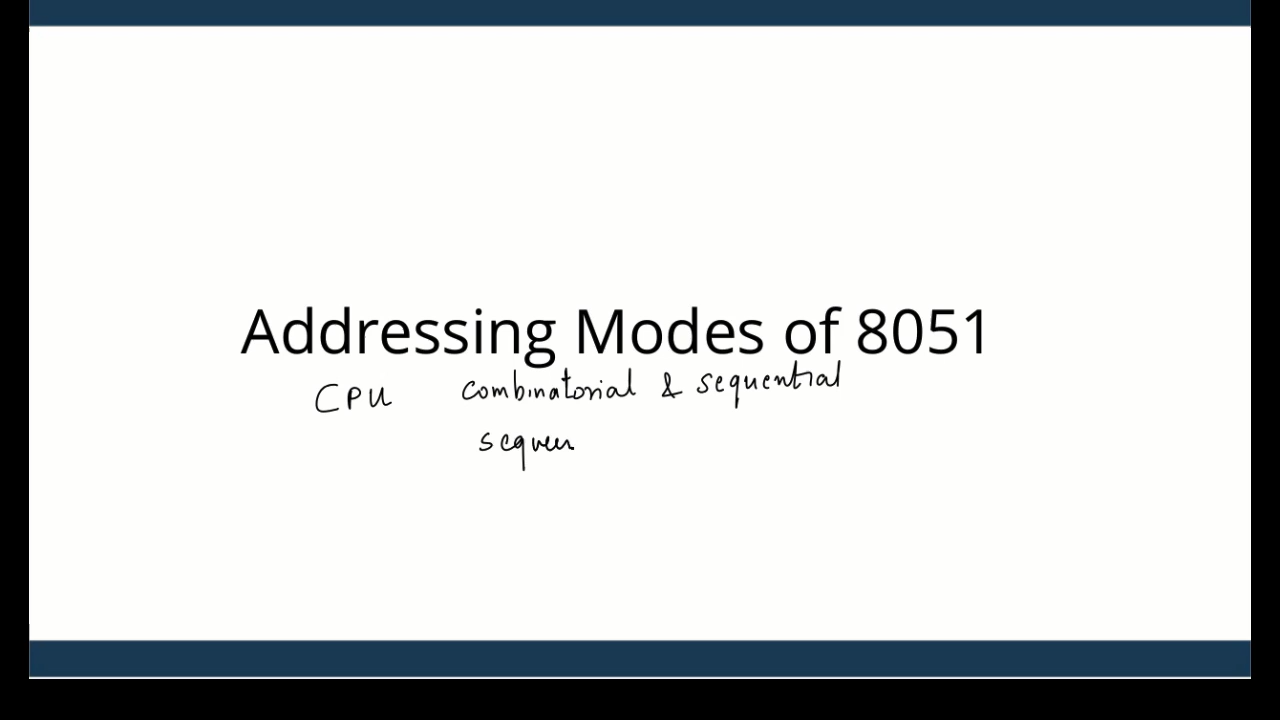 Addressing Modes of 8051
CPU combinatorial & sequential
sequen